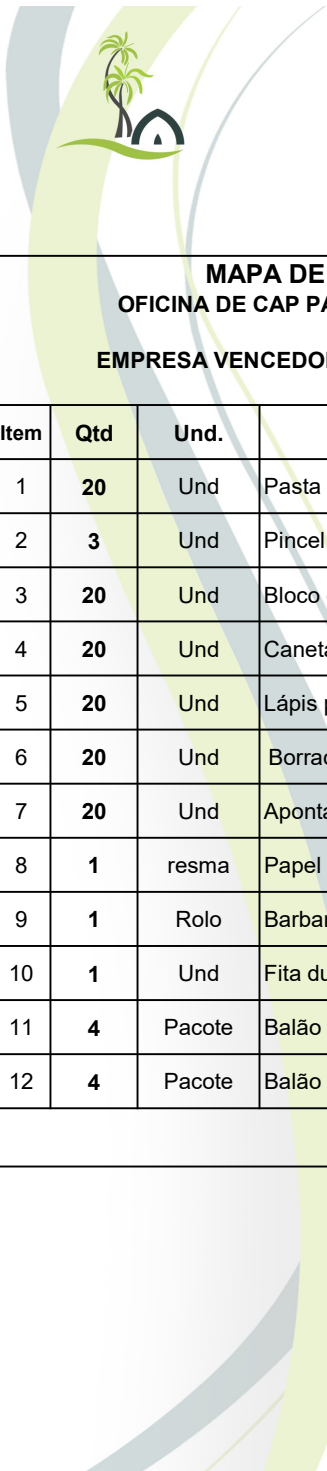 MAPA DE
OFICINA DE CAP
EMPRESA
Item Qtd Und.
1 20 Und Pasta
2 3 Und Pincel
3 20 Und Bloco
4 20 Und
5 20 Und Lápis
6 20 Und
7 20 Und
8 1 resma Papel
9 1 Rolo
10 1 Und Fita
11 4 Pacote Balão
12 4 Pacote Balão